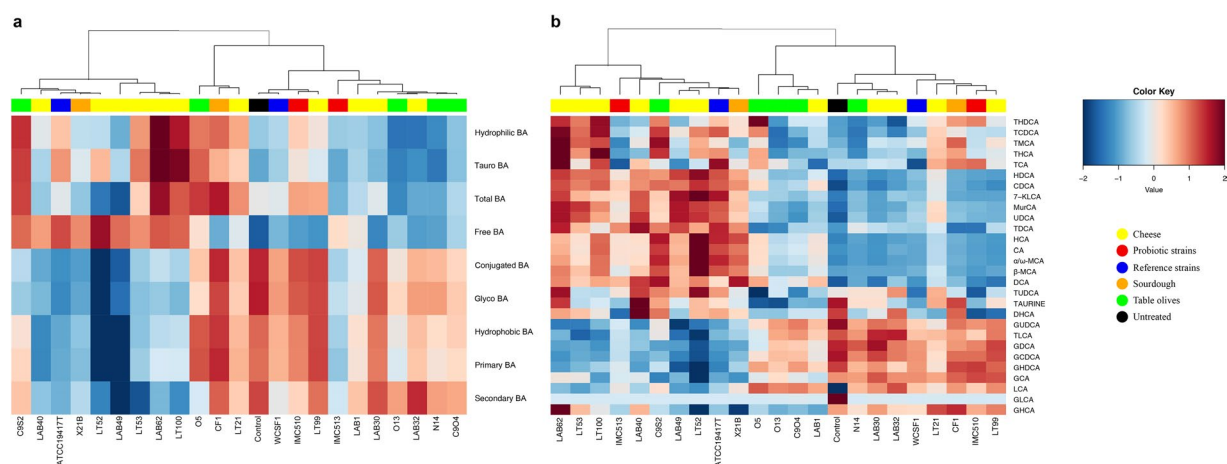 a
Hydrophilic BA
Tauro BA
Total BA
Free BA
Conjugated BA
Glyco BA
Hydrophobic BA
Primary BA
Secondary BA
C9S2
LAB40
ATCC19417T
X21B
LT52
LAB49
LT53
LAB62
LT100
O5
CF1
LT21
Control
WCSF1
IMC510
LT99
IMC513
LAB1
LAB30
O13
LAB32
N14
C9O4
b
THDCA
TCDCA
TMCA
THCA
TCA
HDCA
CDCA
7−KLCA
MurCA
UDCA
TDCA
HCA
CA
α/ω−MCA
β−MCA
DCA
TUDCA
TAURINE
DHCA
GUDCA
TLCA
GDCA
GCDCA
GHDCA
GCA
LCA
GLCA
GHCA
LAB62
LT53
LT100
IMC513
LAB40
C9S2
LAB49
LT52
ATCC19417T
X21B
O5
O13
C9O4
LAB1
Control
N14
LAB30
LAB32
WCSF1
LT21
CF1
IMC510
LT99
Color Key
−2 −1 0 1 2
Value
Cheese
Probiotic strains
Reference strains
Sourdough
Table olives
Untreated